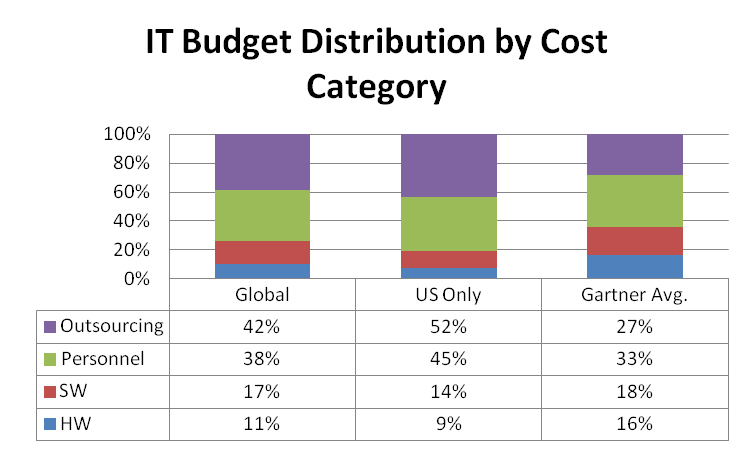 IT Budget Distribution by Cost
Category
100%
80%
60%
40%
20%
0%
Global US Only Gartner Avg.
Outsourcing 42% 52% 27%
Personnel 38% 45% 33%
SW 17% 14% 18%
HW 11% 9% 16%